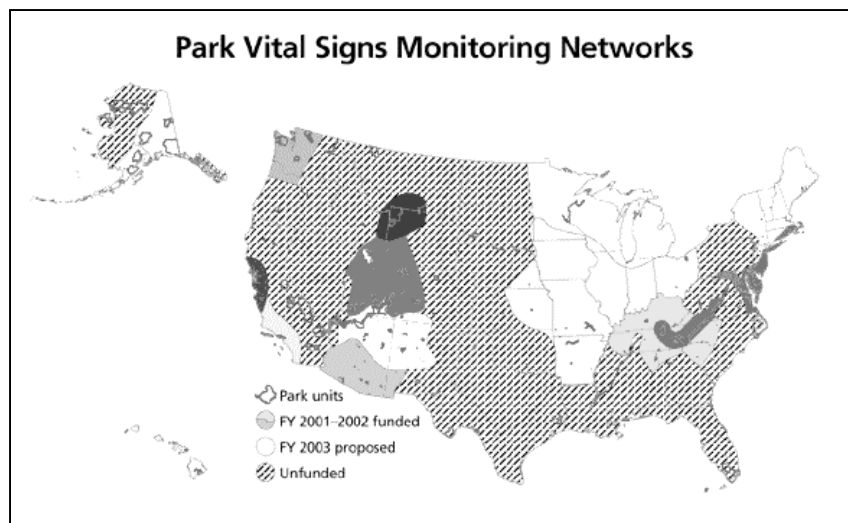 Park Vital Signs Monitoring Networks
Park units
FY 2001–2002 funded
FY 2003 proposed
Unfunded